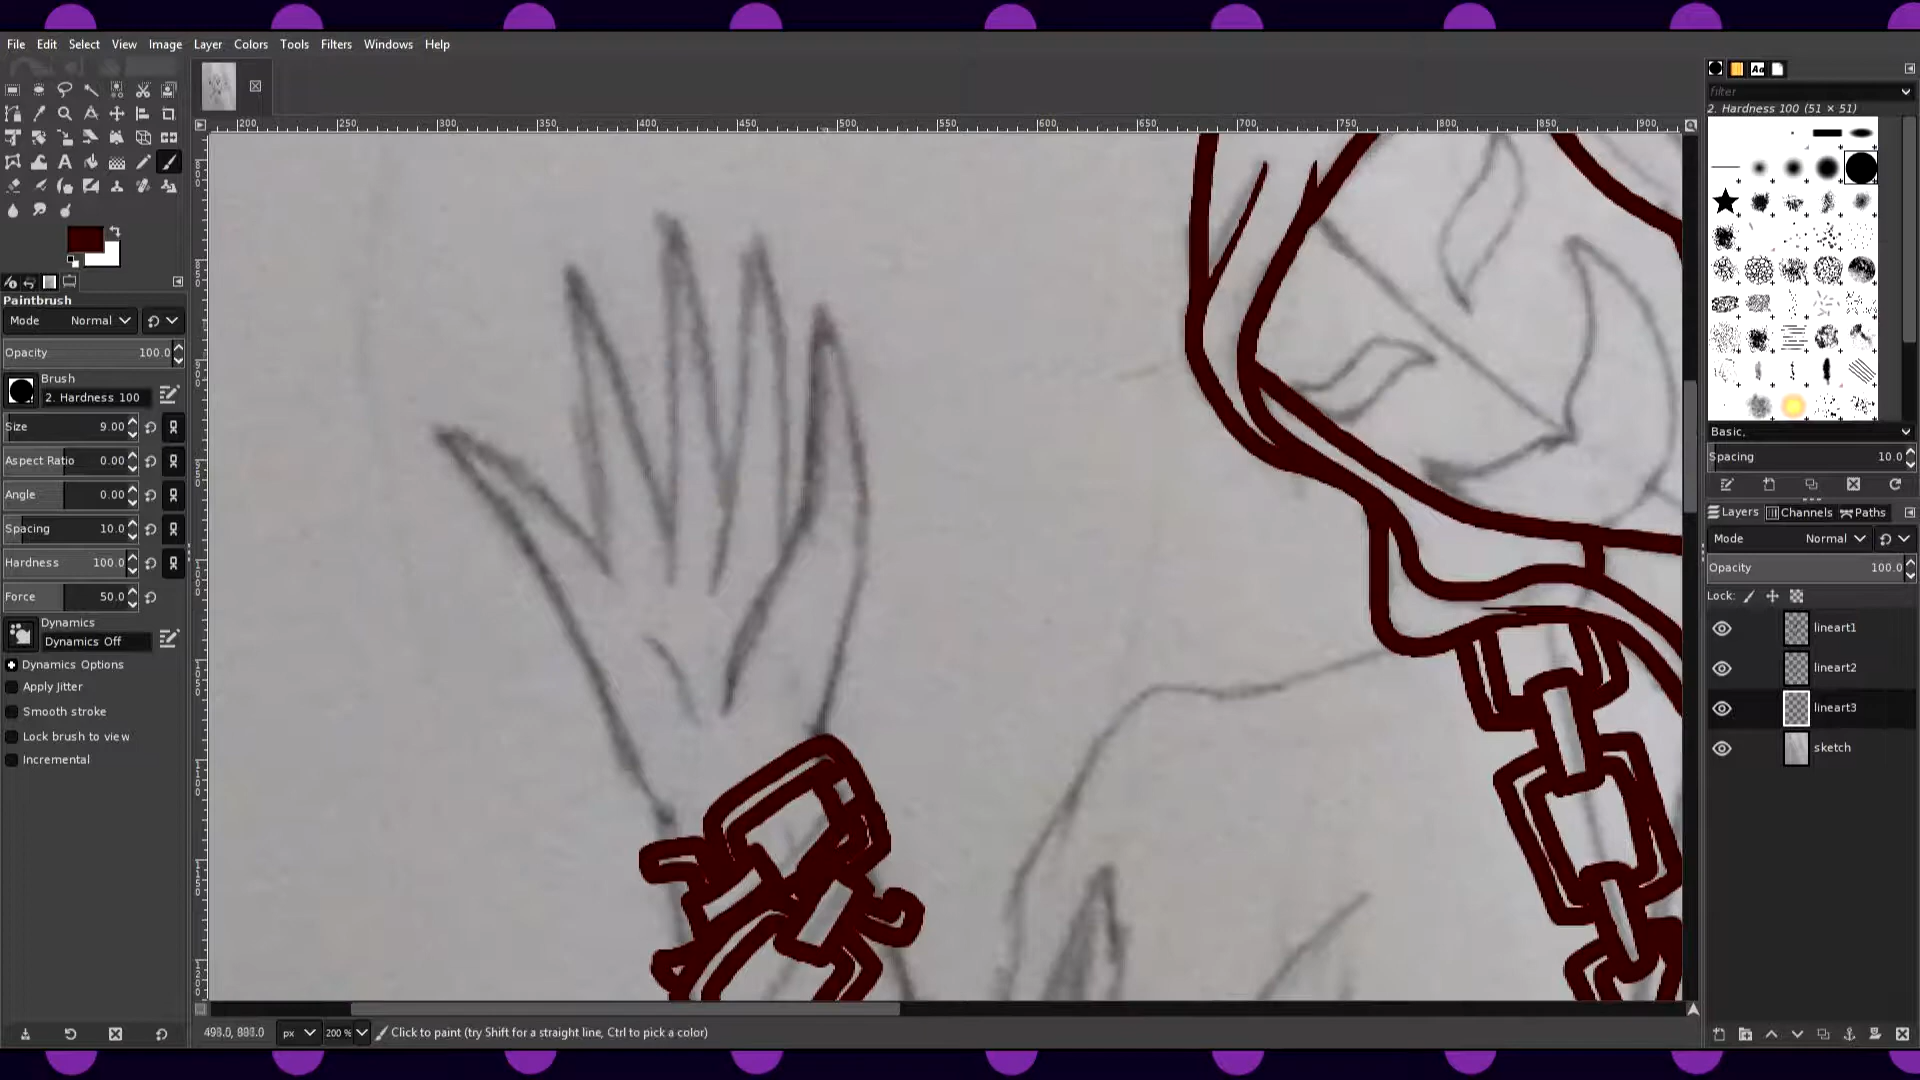 File Edit Select View Image Layer Colors Tools Filters Windows Help
200 250 300 350 400 450 500 550 600 650 700 750 800 850 900
Paintbrush
Mode Normal
Opacity 100.0
Brush
2. Hardness 100
Size 9.00
Aspect Ratio 0.00
Angle 0.00
Spacing 10.0
Hardness 100.0
Force 50.0
Dynamics
Dynamics Off
Dynamics Options
Apply Jitter
Smooth stroke
Lock brush to view
Incremental
px 200 % Click to paint (try Shift for a straight line, Ctrl to pick a color)
Aa
filter
2. Hardness 100 (51 × 51)
Basic,
Spacing 10.0
Layers Channels Paths
Mode Normal
Opacity 100.0
Lock:
lineart1
lineart2
lineart3
sketch